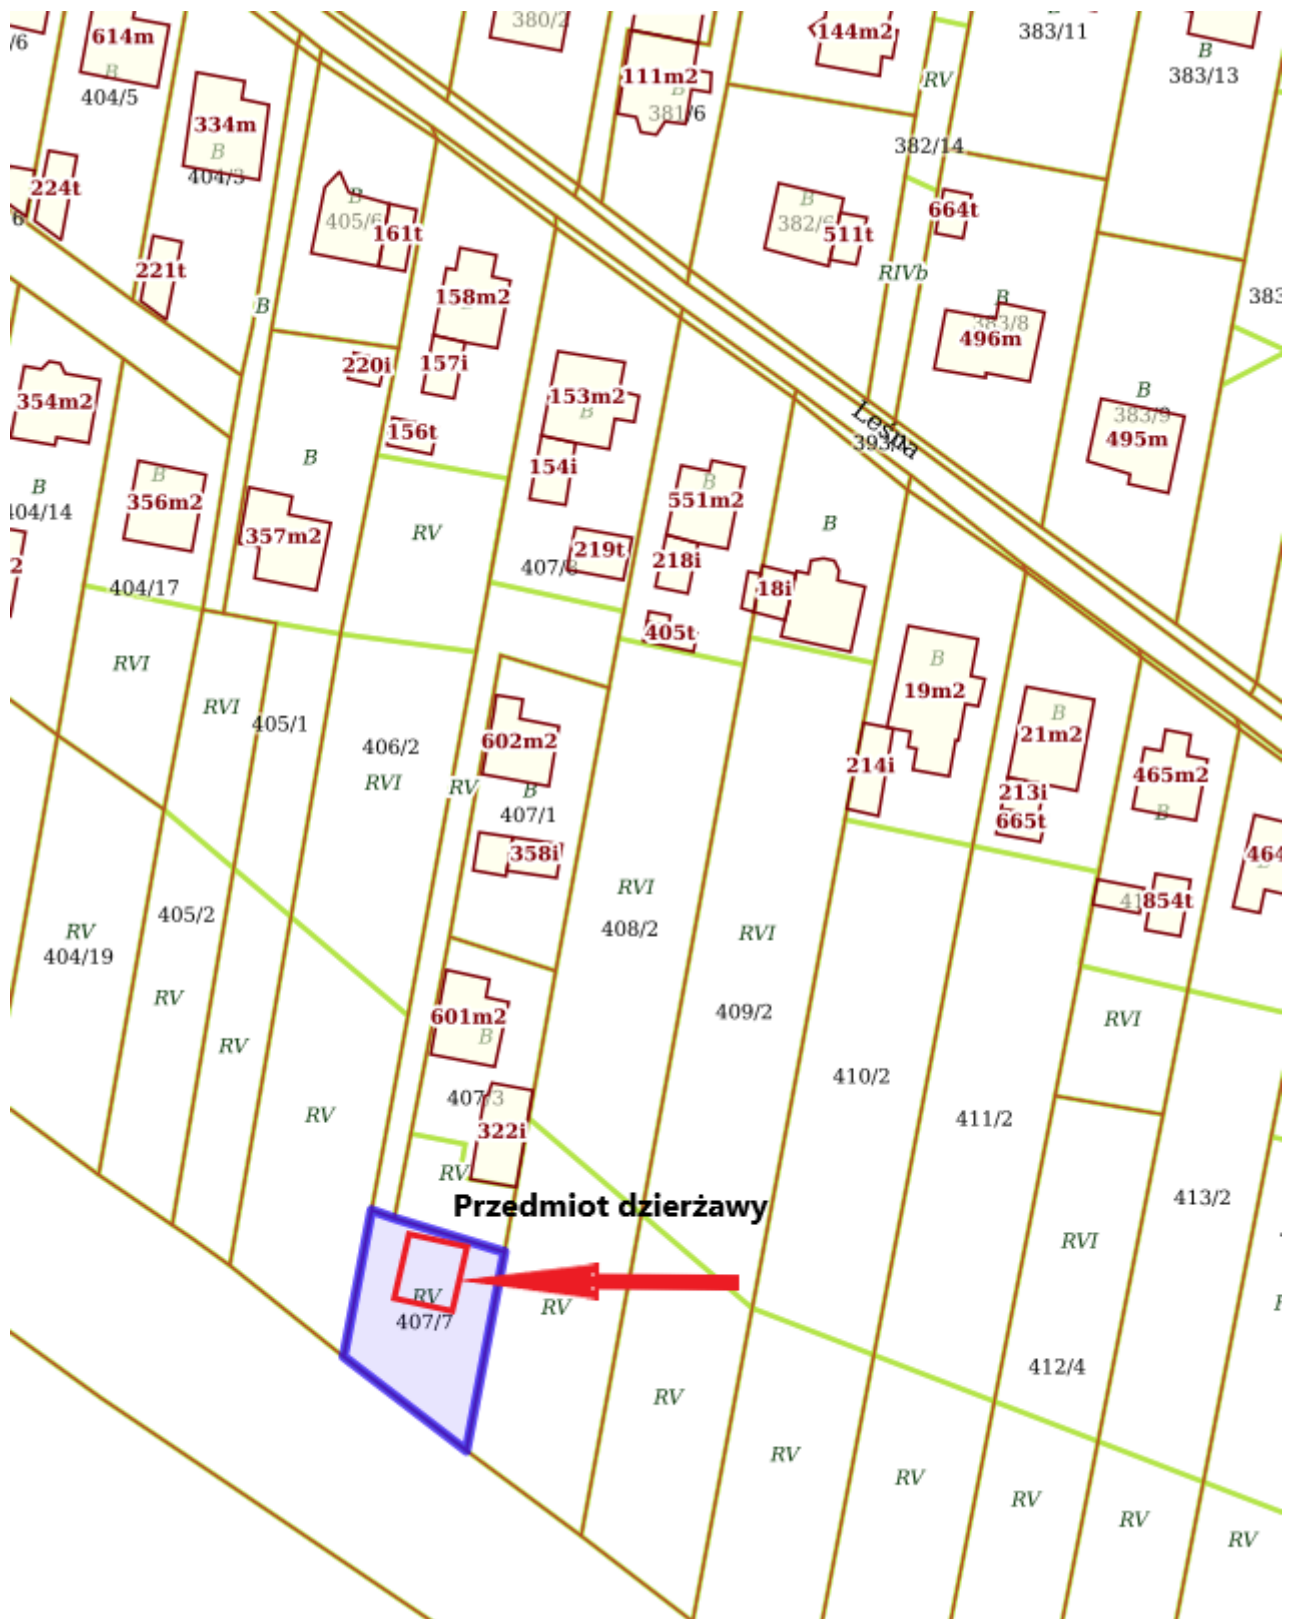 380/2
/6
614m
B
404/5
144m2
383/11
B
383/13
111m2
B
381/6
RV
334m
B
404/3
382/14
224t
6
B
405/6
161t
B
382/6
511t
664t
221t
RIVb
B
158m2
B
383/8
496m
383
220i
157i
354m2
153m2
B
B
383/9
495m
Leśna
393/
156t
B
B
404/14
B
356m2
154i
B
551m2
357m2
RV
B
2
219t
407/8
218i
404/17
18i
405t
RVI
B
19m2
RVI
405/1
406/2
RVI
602m2
B
21m2
214i
465m2
B
RV
B
407/1
213i
665t
358i
464
RVI
41
854t
405/2
RV
404/19
408/2
RVI
RV
601m2
B
409/2
RVI
RV
410/2
407/3
RV
411/2
322i
RV
413/2
Przedmiot dzierżawy
RVI
RV
407/7
RV
412/4
RV
RV
RV
RV
RV
RV